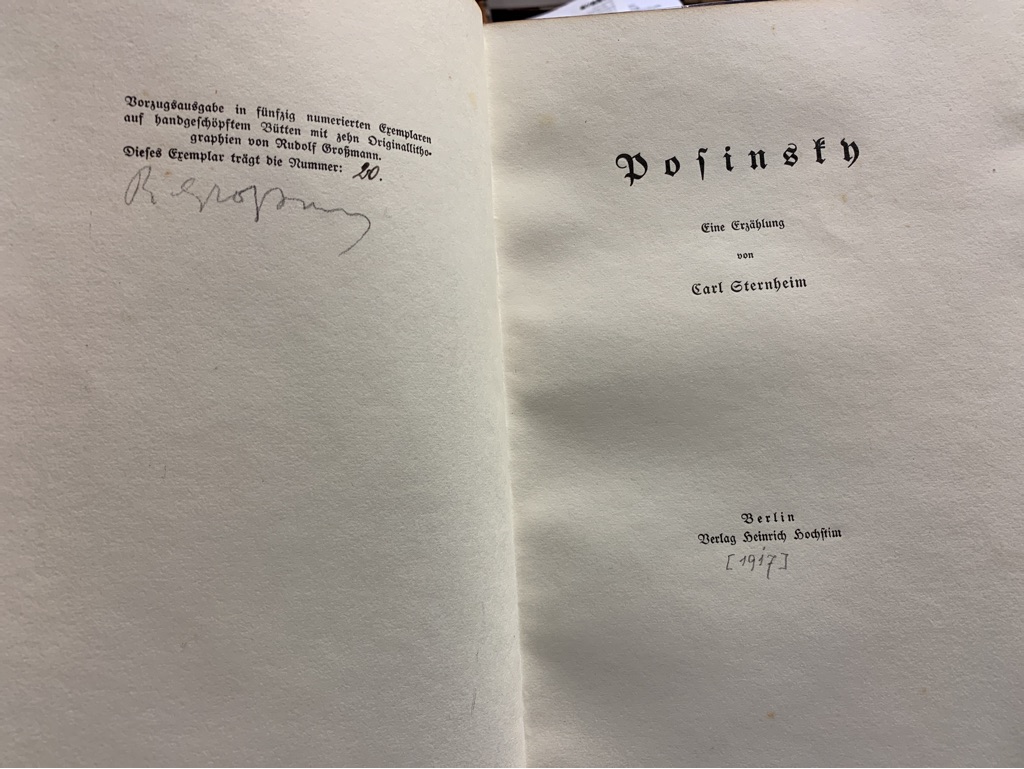 Vorzugsausgabe in fünfzig numerierten Exemplaren
auf handgeschöpftem Bütten mit zehn Originallitho-
graphien von Rudolf Großmann.
Dieses Exemplar trägt die Nummer: 20.
R Großmann
Poſinsky
Eine Erzählung
von
Carl Sternheim
Berlin
Verlag Heinrich Hochſtim
[1917]